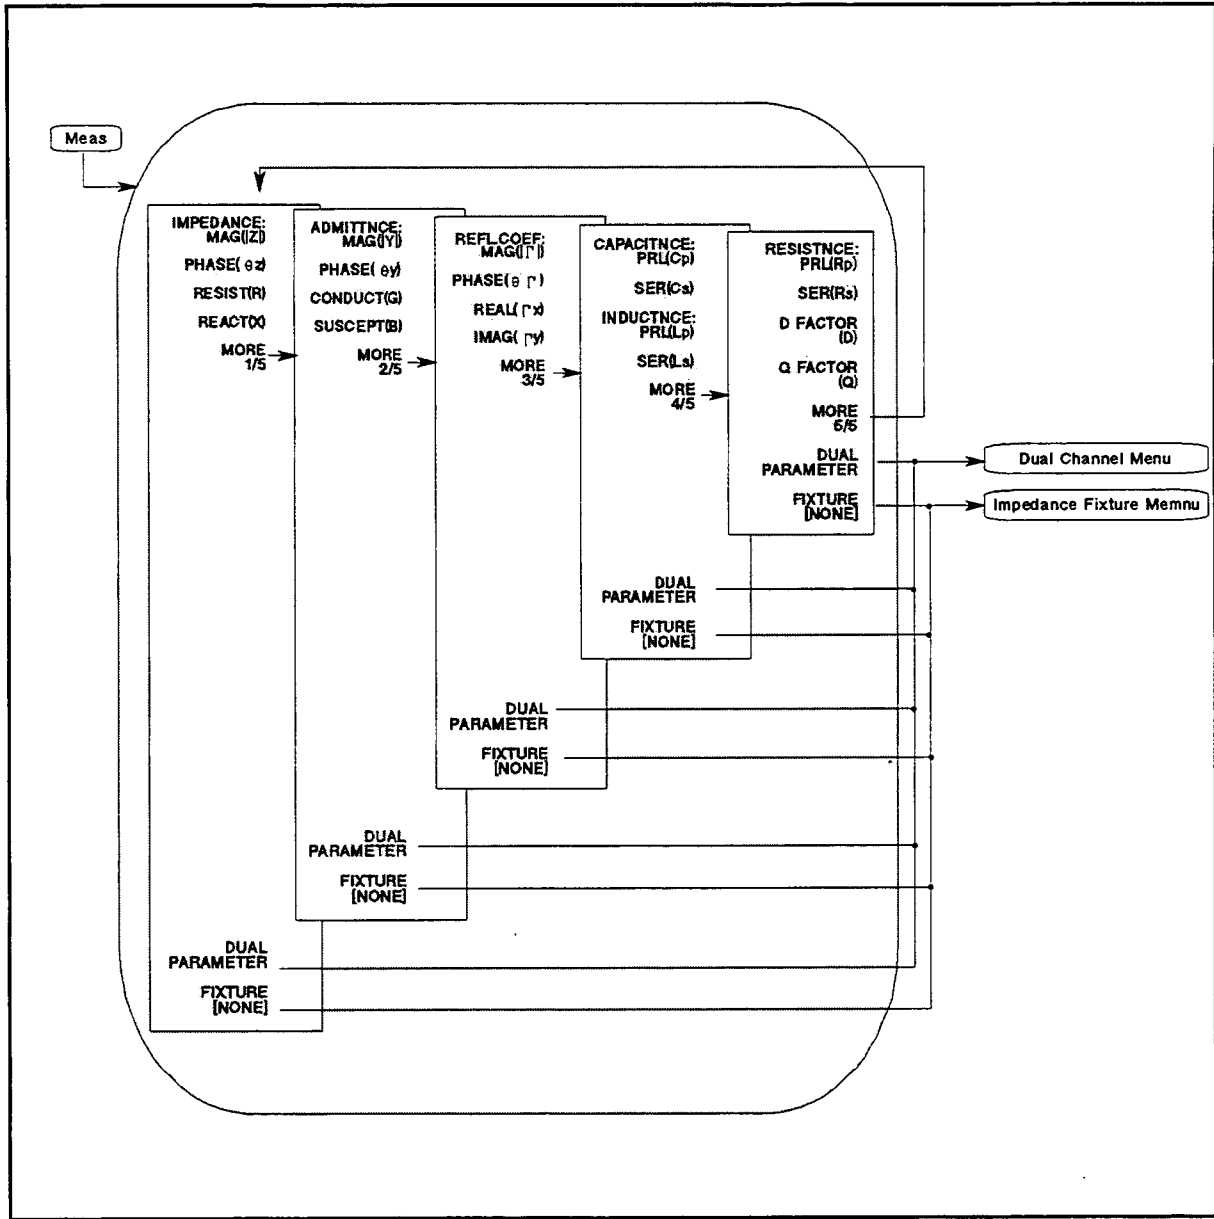 Meas
IMPEDANCE:
MAG(|Z|)
PHASE( θz)
RESIST(R)
REACT(X)
MORE
1/5
DUAL
PARAMETER
FIXTURE
[NONE]
ADMITTNCE:
MAG(|Y|)
PHASE( θy)
CONDUCT(G)
SUSCEPT(B)
MORE
2/5
DUAL
PARAMETER
FIXTURE
[NONE]
REFL.COEF:
MAG(|Γ|)
PHASE(θ Γ)
REAL( Γx)
IMAG( Γy)
MORE
3/5
DUAL
PARAMETER
FIXTURE
[NONE]
CAPACITNCE:
PRL(Cp)
SER(Cs)
INDUCTNCE:
PRL(Lp)
SER(Ls)
MORE
4/5
DUAL
PARAMETER
FIXTURE
[NONE]
RESISTNCE:
PRL(Rp)
SER(Rs)
D FACTOR
(D)
Q FACTOR
(Q)
MORE
5/5
DUAL
PARAMETER
FIXTURE
[NONE]
Dual Channel Menu
Impedance Fixture Memnu